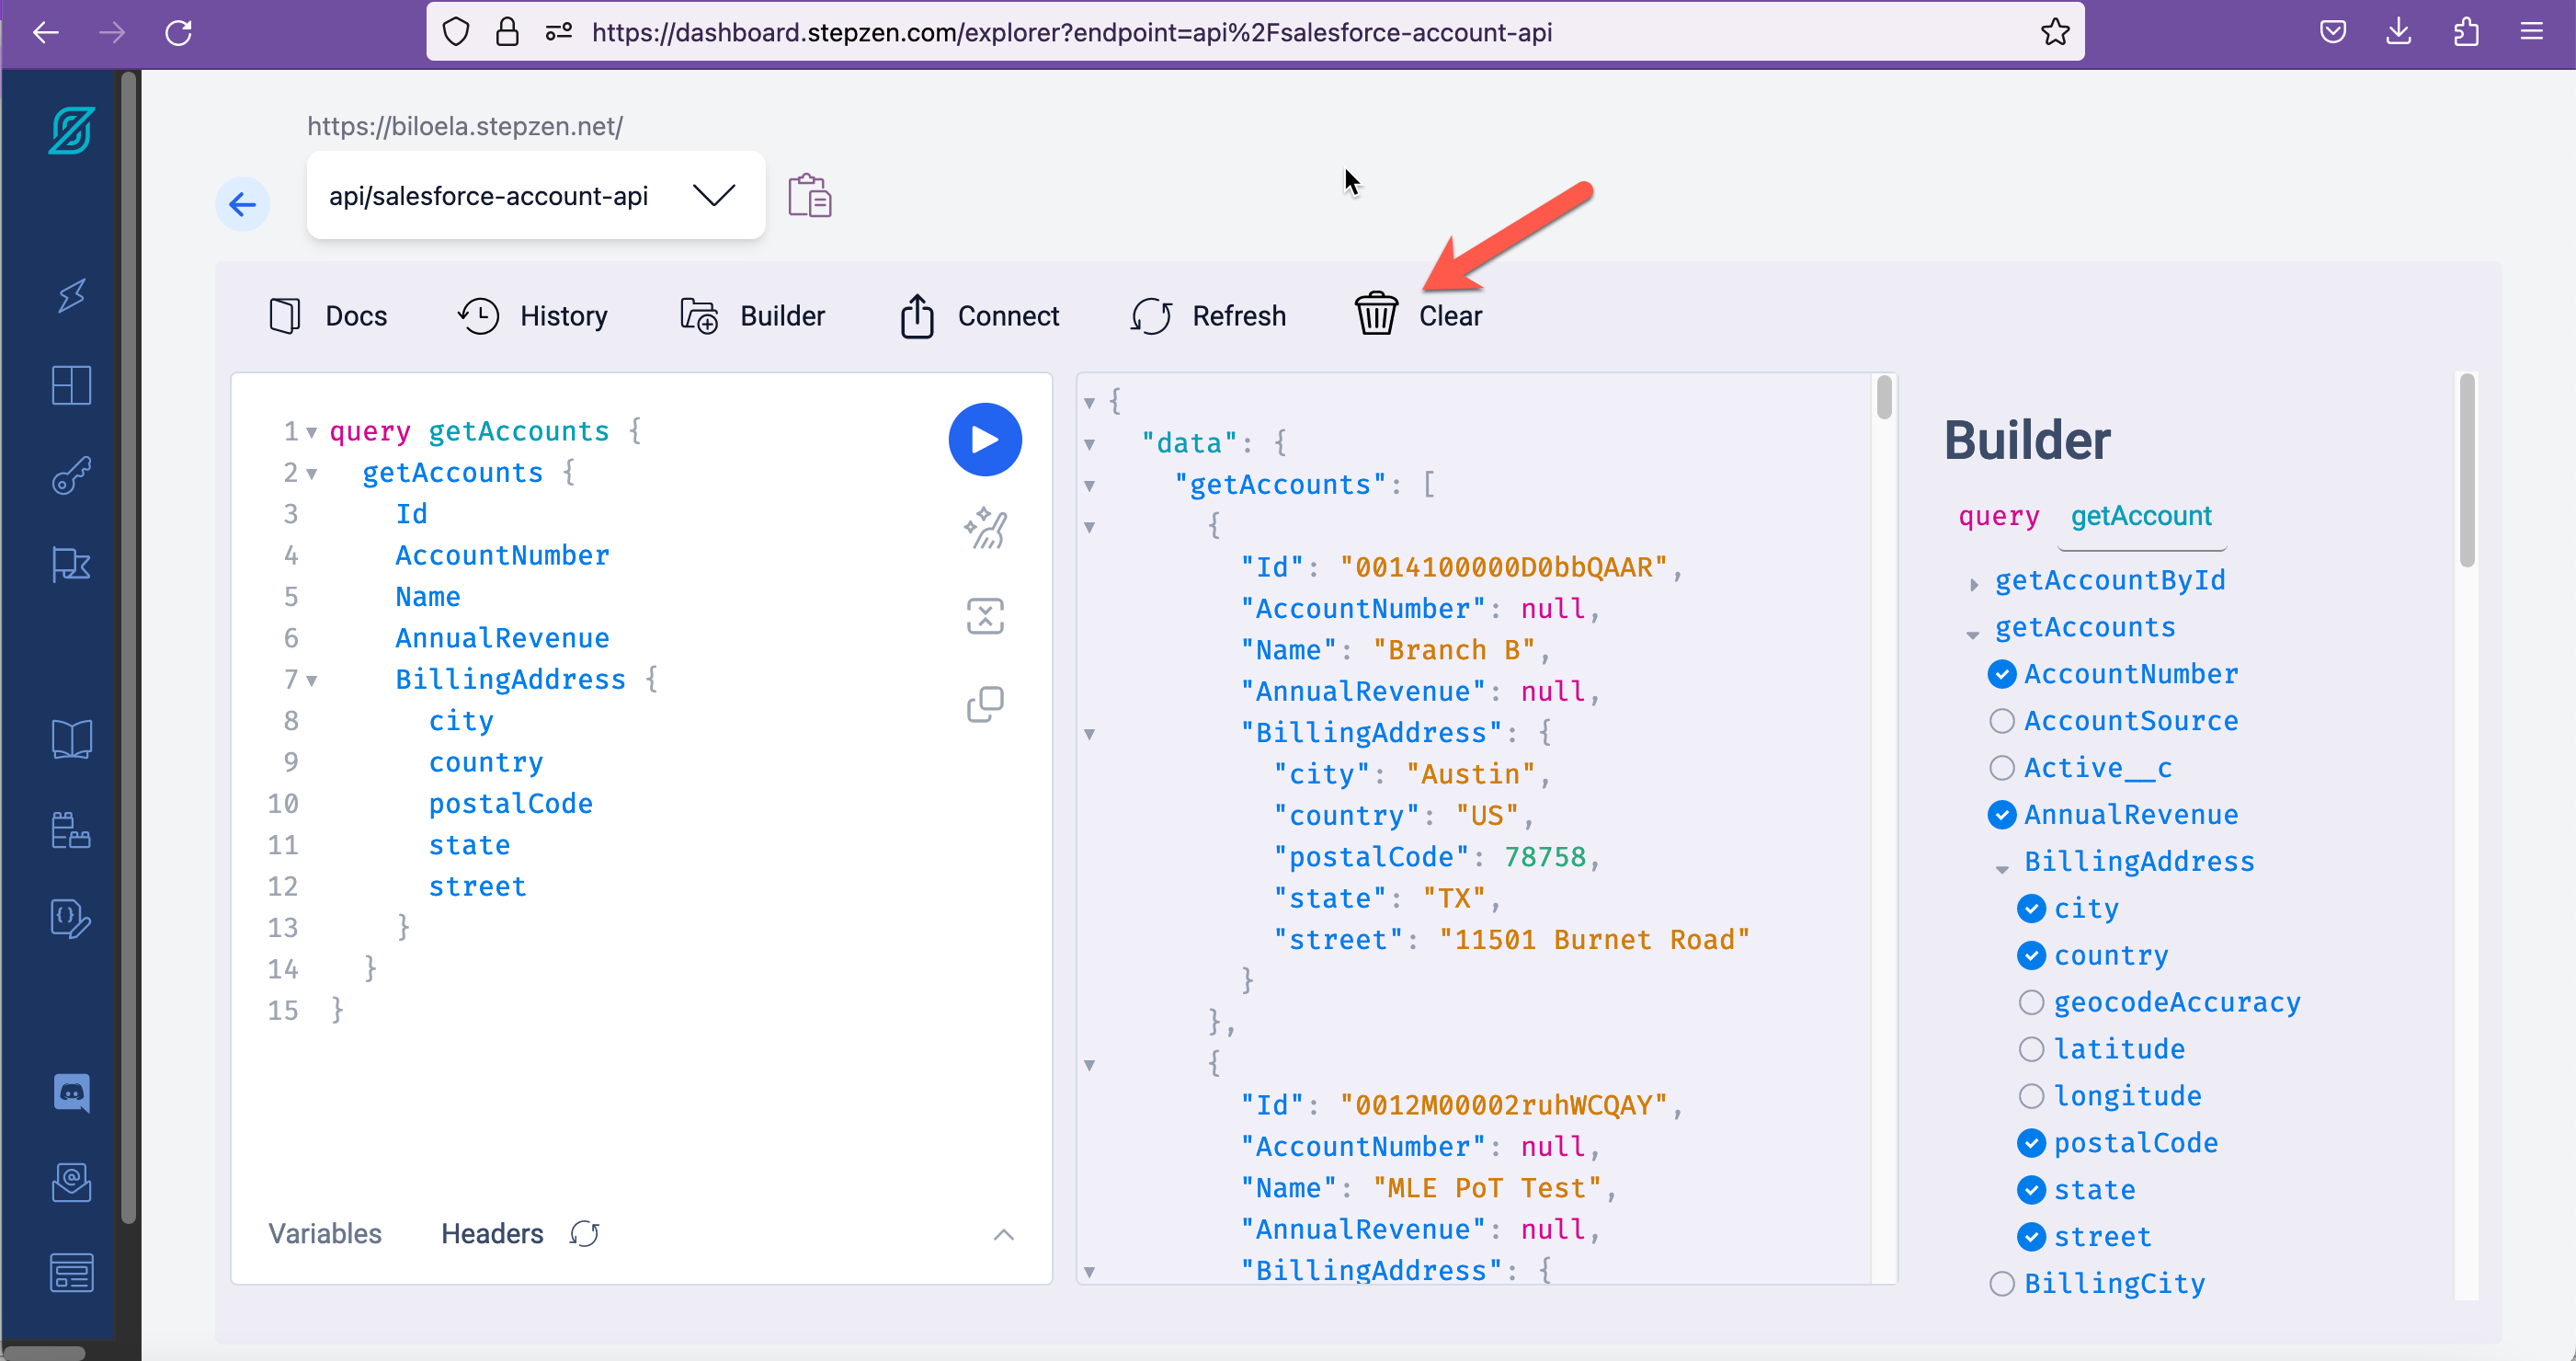 https://dashboard.stepzen.com/explorer?endpoint=api%2Fsalesforce-account-api
https://biloela.stepzen.net/
api/salesforce-account-api
Docs History Builder Connect Refresh Clear
1 query getAccounts {
2 getAccounts {
3 Id
4 AccountNumber
5 Name
6 AnnualRevenue
7 BillingAddress {
8 city
9 country
10 postalCode
11 state
12 street
13 }
14 }
15 }
Variables Headers
{
"data": {
"getAccounts": [
{
"Id": "0014100000D0bbQAAR",
"AccountNumber": null,
"Name": "Branch B",
"AnnualRevenue": null,
"BillingAddress": {
"city": "Austin",
"country": "US",
"postalCode": 78758,
"state": "TX",
"street": "11501 Burnet Road"
}
},
{
"Id": "0012M00002ruhWCQAY",
"AccountNumber": null,
"Name": "MLE PoT Test",
"AnnualRevenue": null,
"BillingAddress": {
Builder
query getAccount
getAccountById
getAccounts
AccountNumber
AccountSource
Active__c
AnnualRevenue
BillingAddress
city
country
geocodeAccuracy
latitude
longitude
postalCode
state
street
BillingCity